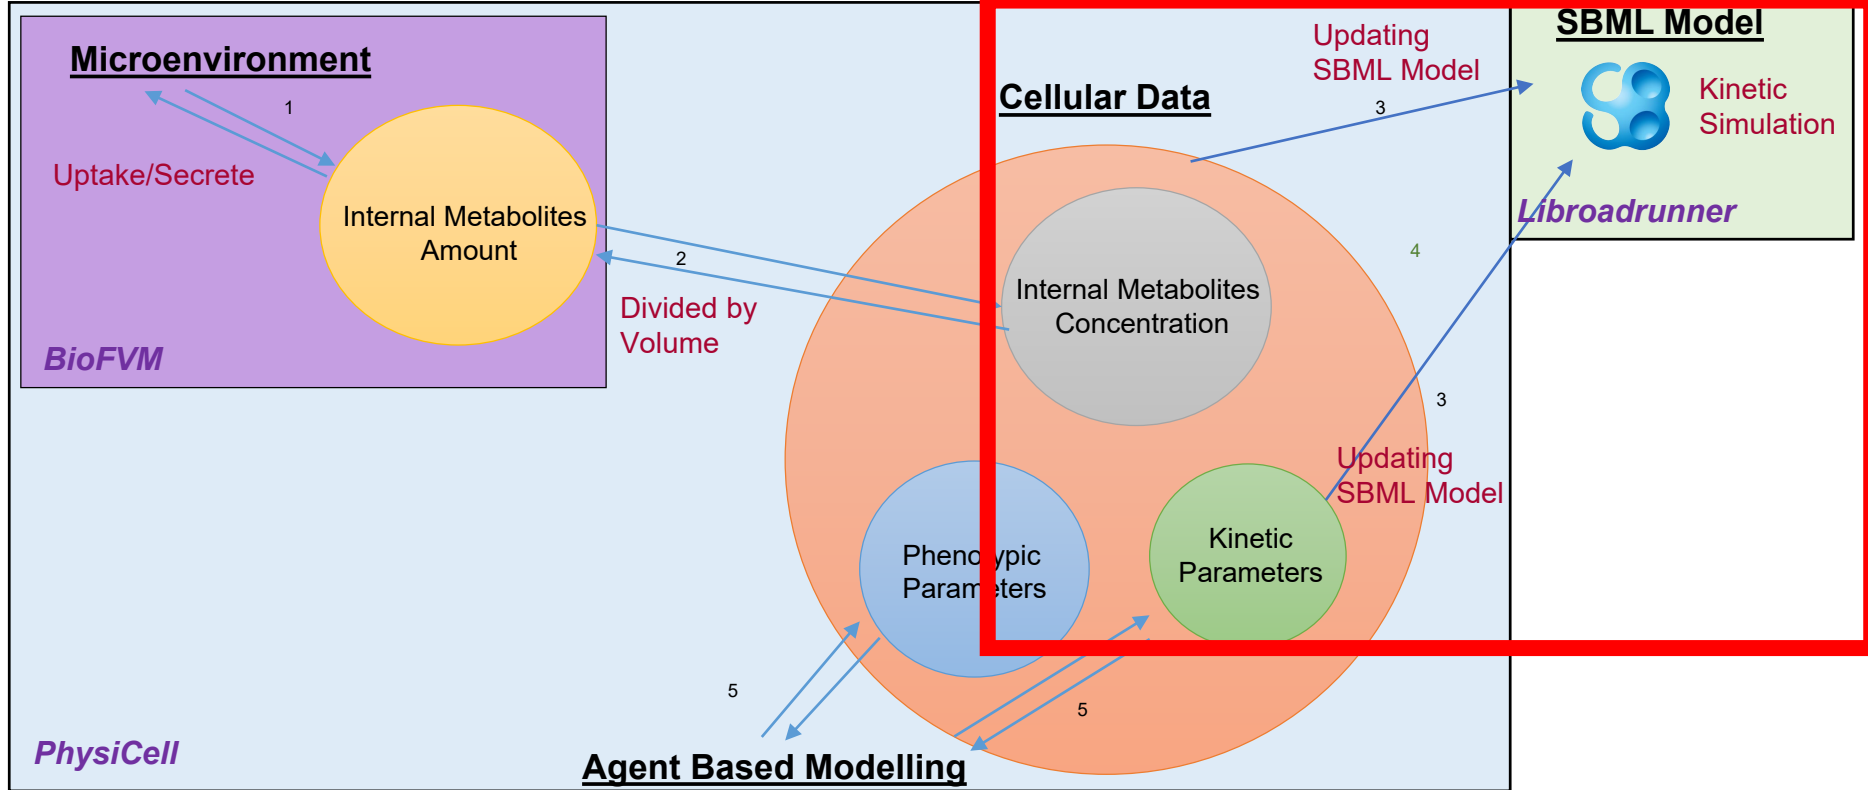 Microenvironment
1
Uptake/Secrete
Internal Metabolites
Amount
BioFVM
2
Divided by
Volume
Cellular Data
Updating
SBML Model
3
SBML Model
Kinetic
Simulation
Libroadrunner
4
Internal Metabolites
Concentration
3
Updating
SBML Model
Phenotypic
Parameters
Kinetic
Parameters
5
5
PhysiCell
Agent Based Modelling